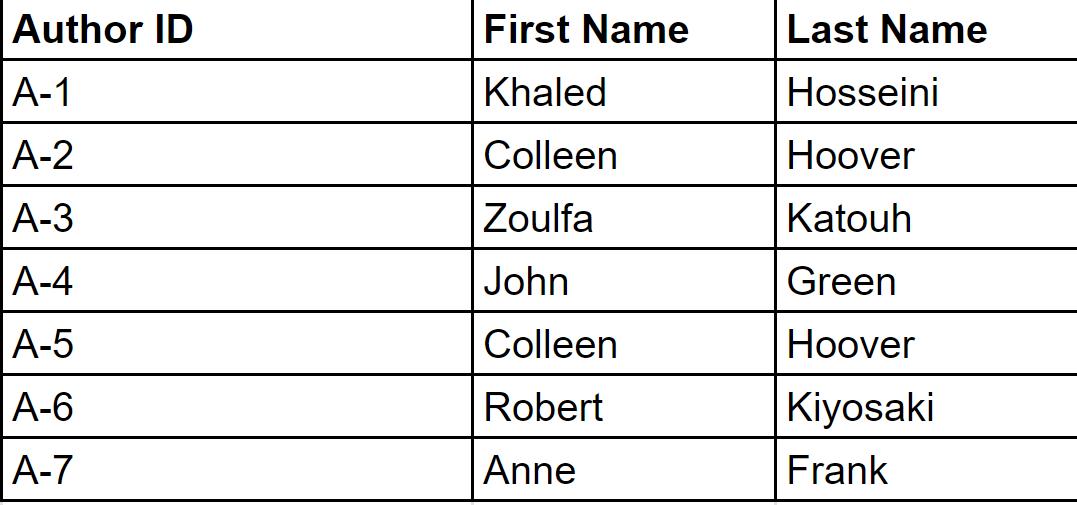 Author ID First Name Last Name
A-1 Khaled Hosseini
A-2 Colleen Hoover
A-3 Zoulfa Katouh
A-4 John Green
A-5 Colleen Hoover
A-6 Robert Kiyosaki
A-7 Anne Frank